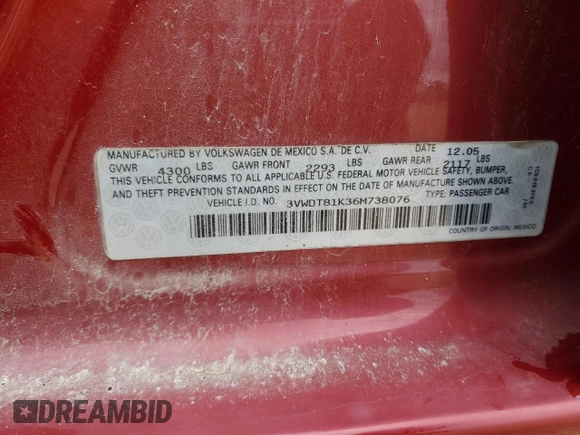 MANUFACTURED BY VOLKSWAGEN DE MEXICO S.A. DE C.V. DATE 12.05
GVWR 4300 LBS GAWR FRONT 2293 LBS GAWR REAR 2117 LBS
THIS VEHICLE CONFORMS TO ALL APPLICABLE U.S. FEDERAL MOTOR VEHICLE SAFETY, BUMPER,
AND THEFT PREVENTION STANDARDS IN EFFECT ON THE DATE OF MANUFACTURE SHOWN ABOVE.
VEHICLE I.D. NO. 3VWDT81K36M738076 TYPE: PASSENGER CAR
COUNTRY OF ORIGIN: MEXICO
DREAMBID